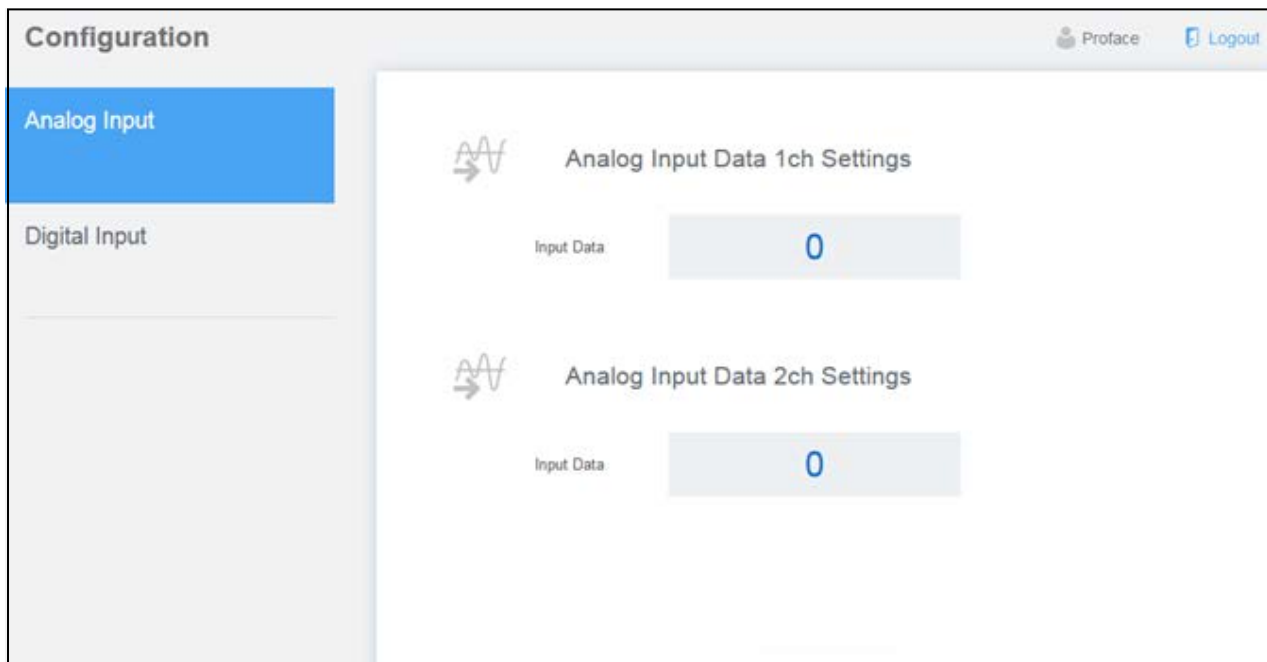 Configuration
Proface
Logout
Analog Input
Digital Input
Analog Input Data 1ch Settings
Input Data
0
Analog Input Data 2ch Settings
Input Data
0